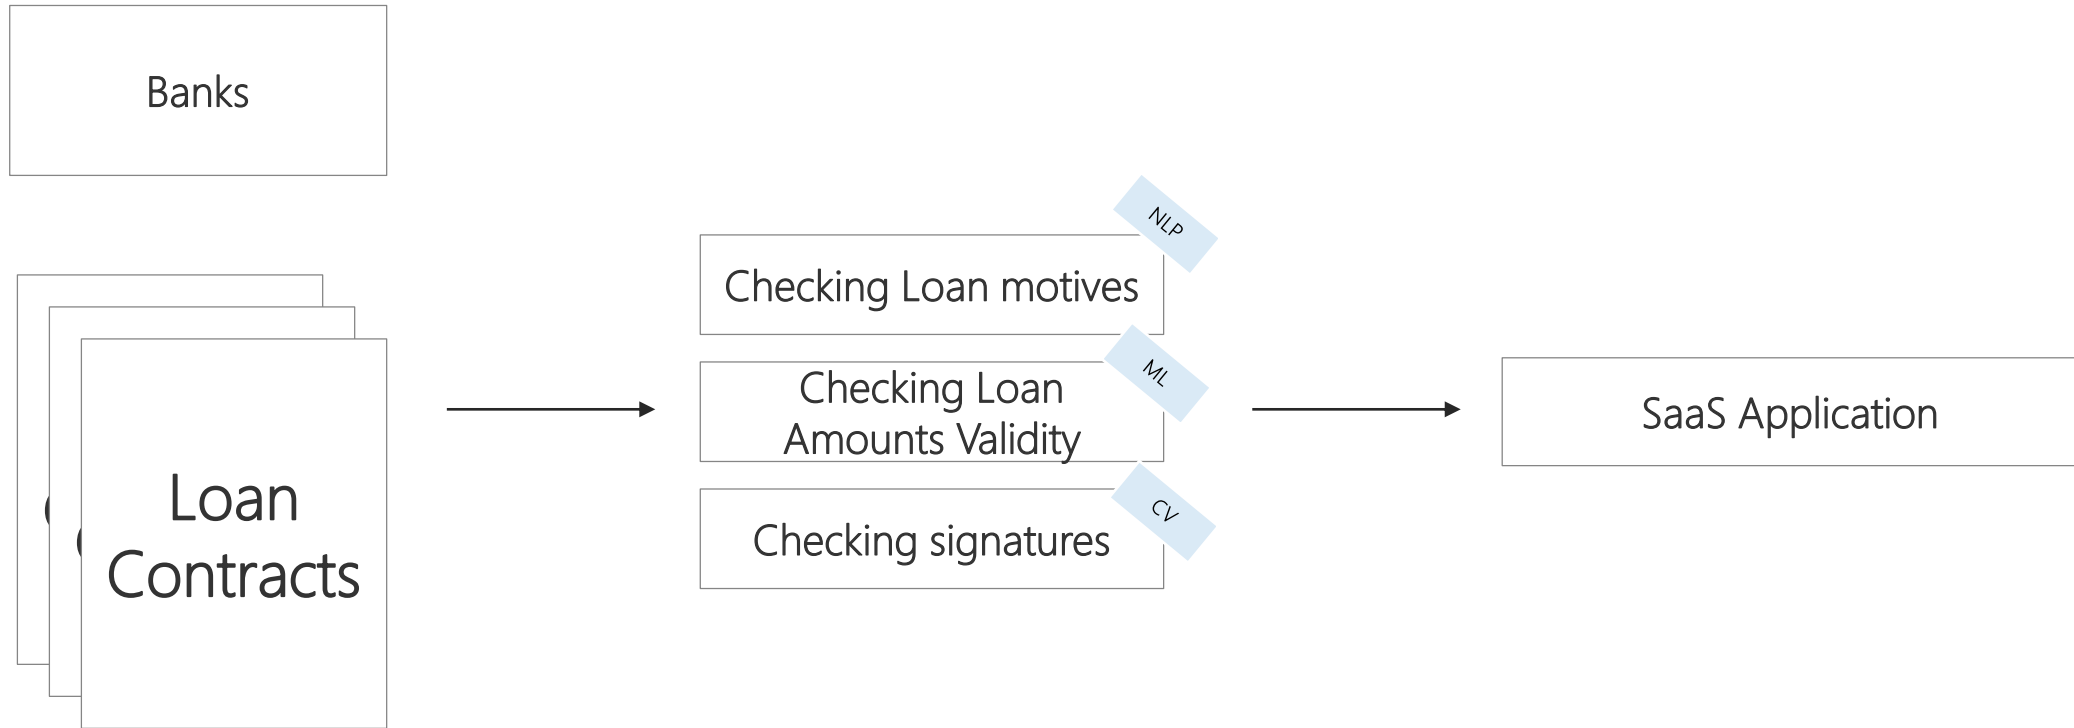 Banks
Loan
Contracts
NLP
Checking Loan motives
ML
Checking Loan
Amounts Validity
CV
Checking signatures
SaaS Application